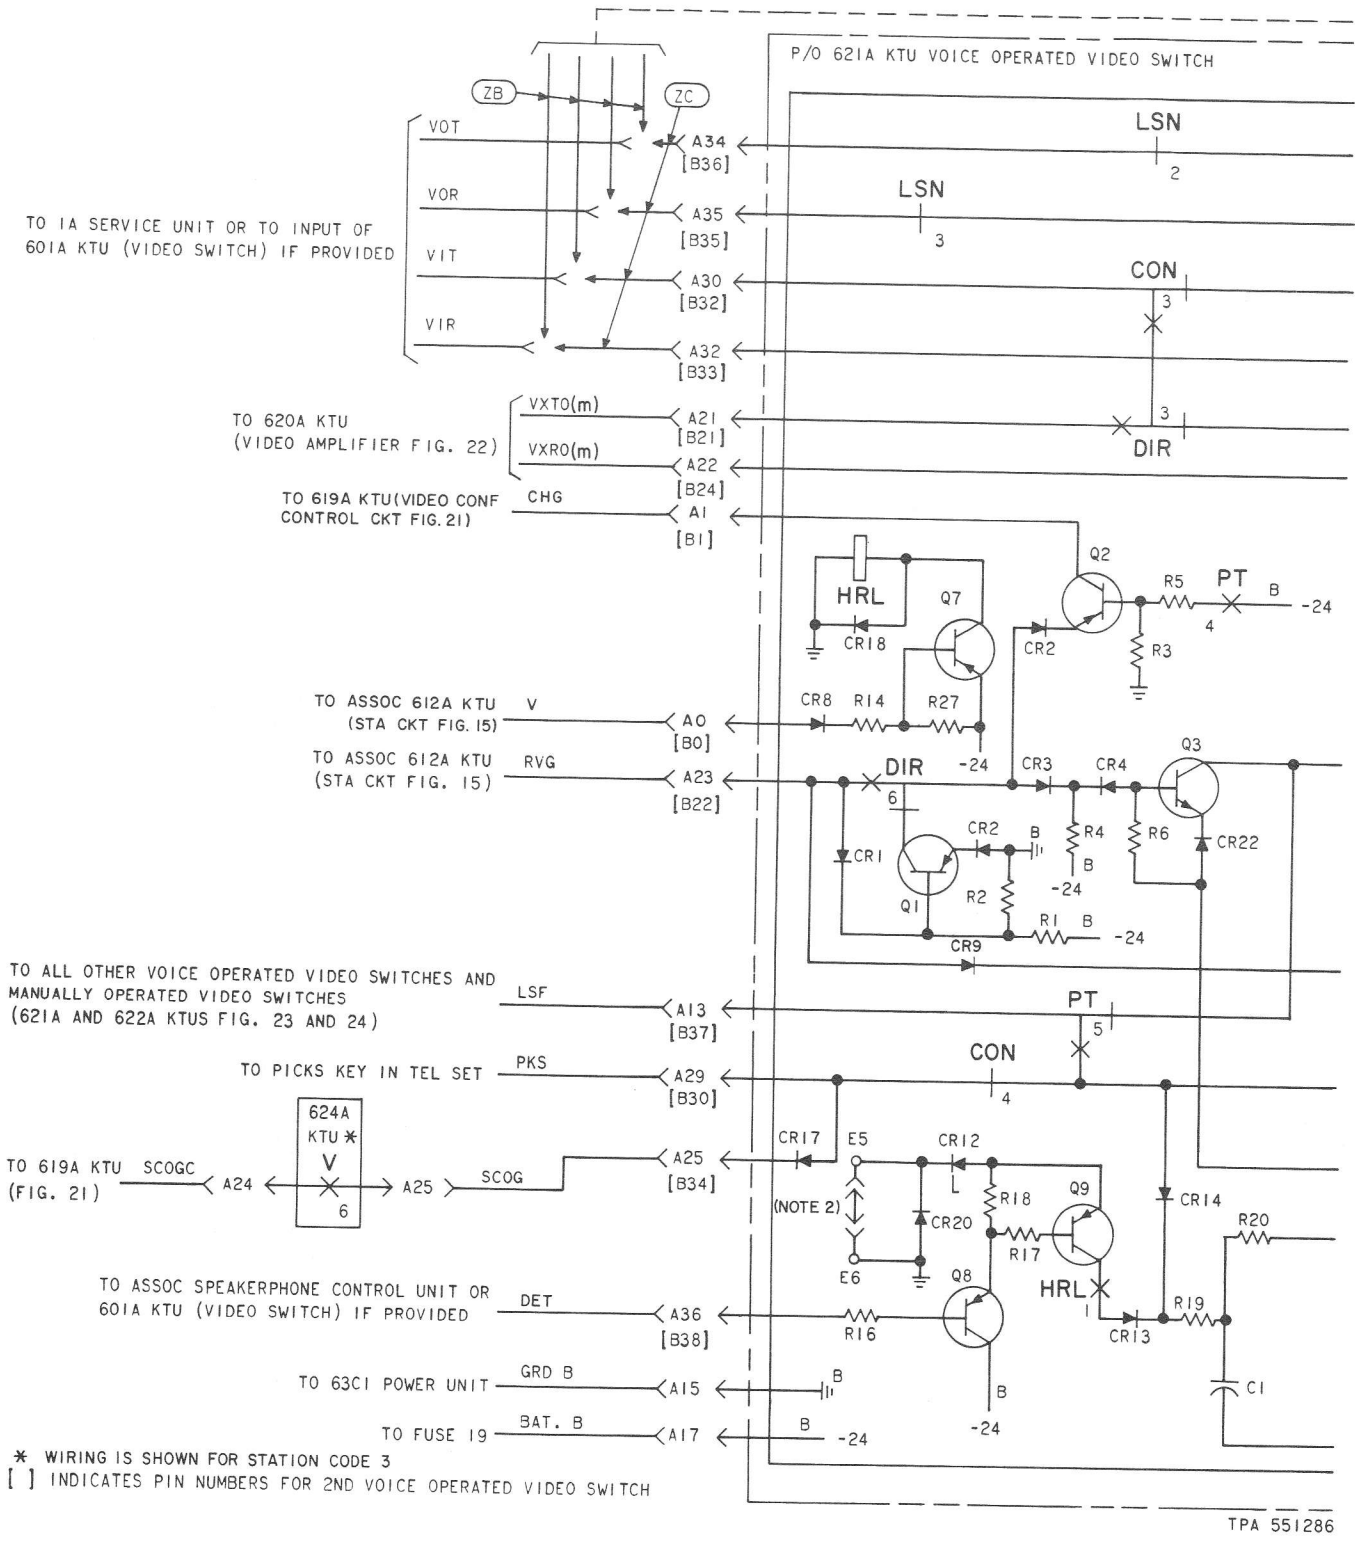 P/O 621A KTU VOICE OPERATED VIDEO SWITCH
ZB
ZC
VOT
A34
[B36]
LSN
2
VOR
A35
[B35]
LSN
3
TO 1A SERVICE UNIT OR TO INPUT OF
601A KTU (VIDEO SWITCH) IF PROVIDED
VIT
A30
[B32]
CON
3
VIR
A32
[B33]
TO 620A KTU
(VIDEO AMPLIFIER FIG. 22)
VXTO(m)
A21
[B21]
3
DIR
VXRO(m)
A22
[B24]
TO 619A KTU(VIDEO CONF
CONTROL CKT FIG.21)
CHG
A1
[B1]
Q2
R5
PT
B
-24
4
HRL
Q7
CR18
CR2
R3
TO ASSOC 612A KTU
(STA CKT FIG.15)
V
A0
[B0]
CR8
R14
R27
-24
TO ASSOC 612A KTU
(STA CKT FIG. 15)
RVG
A23
[B22]
DIR
6
CR3
CR4
Q3
CR1
CR2
B
R4
R6
CR22
B
-24
Q1
R2
R1
B
-24
CR9
TO ALL OTHER VOICE OPERATED VIDEO SWITCHES AND
MANUALLY OPERATED VIDEO SWITCHES
(621A AND 622A KTUS FIG. 23 AND 24)
LSF
A13
[B37]
PT
5
TO PICKS KEY IN TEL SET
PKS
A29
[B30]
CON
4
624A
KTU *
V
6
TO 619A KTU
(FIG. 21)
SCOGC
A24
A25
SCOG
A25
[B34]
CR17
E5
CR12
(NOTE 2)
CR20
R18
Q9
CR14
R17
R20
E6
TO ASSOC SPEAKERPHONE CONTROL UNIT OR
601A KTU (VIDEO SWITCH) IF PROVIDED
DET
A36
[B38]
R16
Q8
HRL
1
CR13
R19
TO 63C1 POWER UNIT
GRD B
A15
B
B
-24
C1
TO FUSE 19
BAT. B
A17
B
-24
* WIRING IS SHOWN FOR STATION CODE 3
[ ] INDICATES PIN NUMBERS FOR 2ND VOICE OPERATED VIDEO SWITCH
TPA 551286